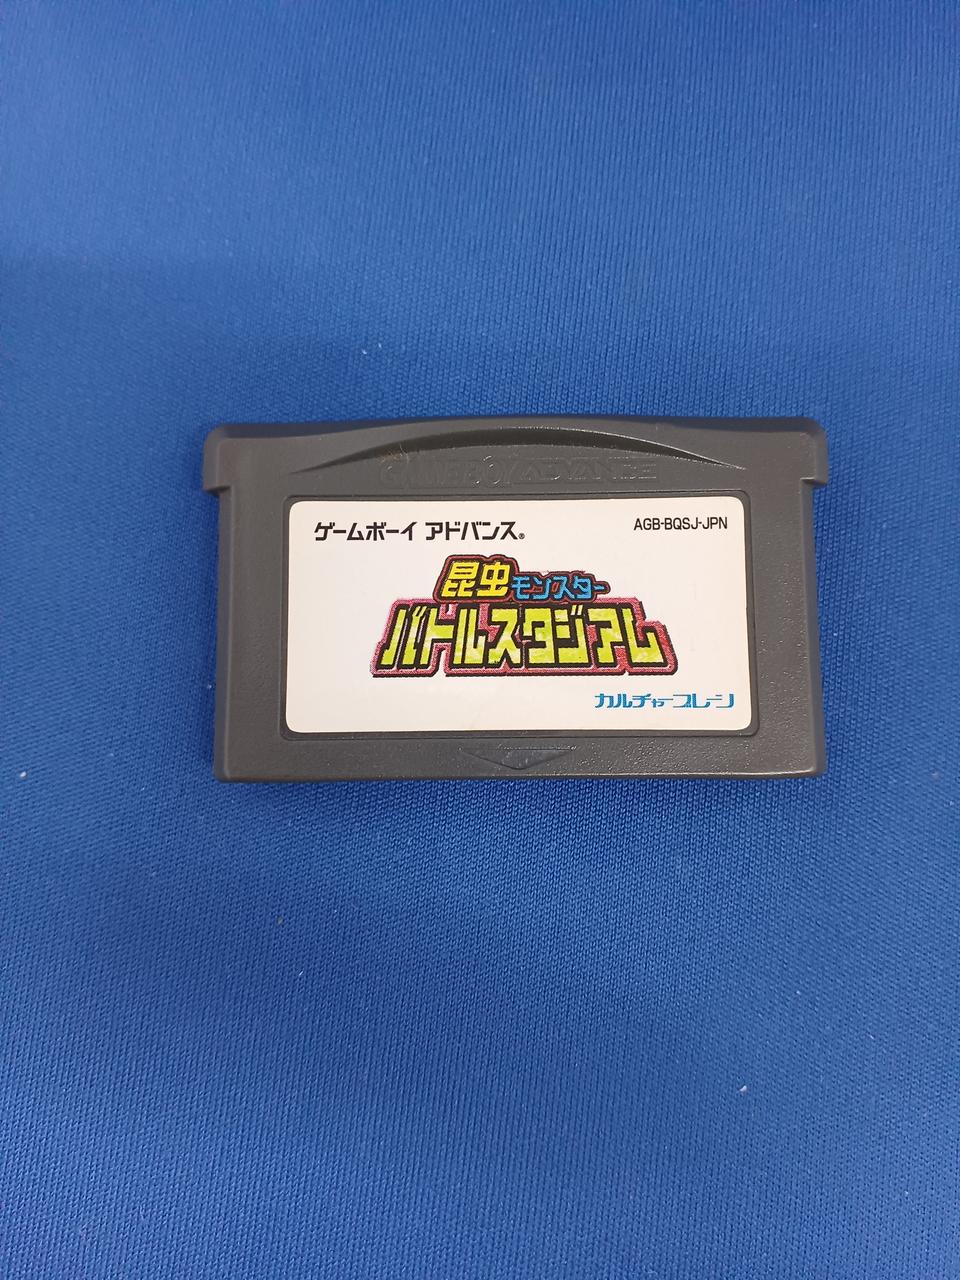 GAME BOY ADVANCE
ゲームボーイ アドバンス®
AGB-BQSJ-JPN
昆虫モンスター
バトルスタジアム
カルチャーブレーン